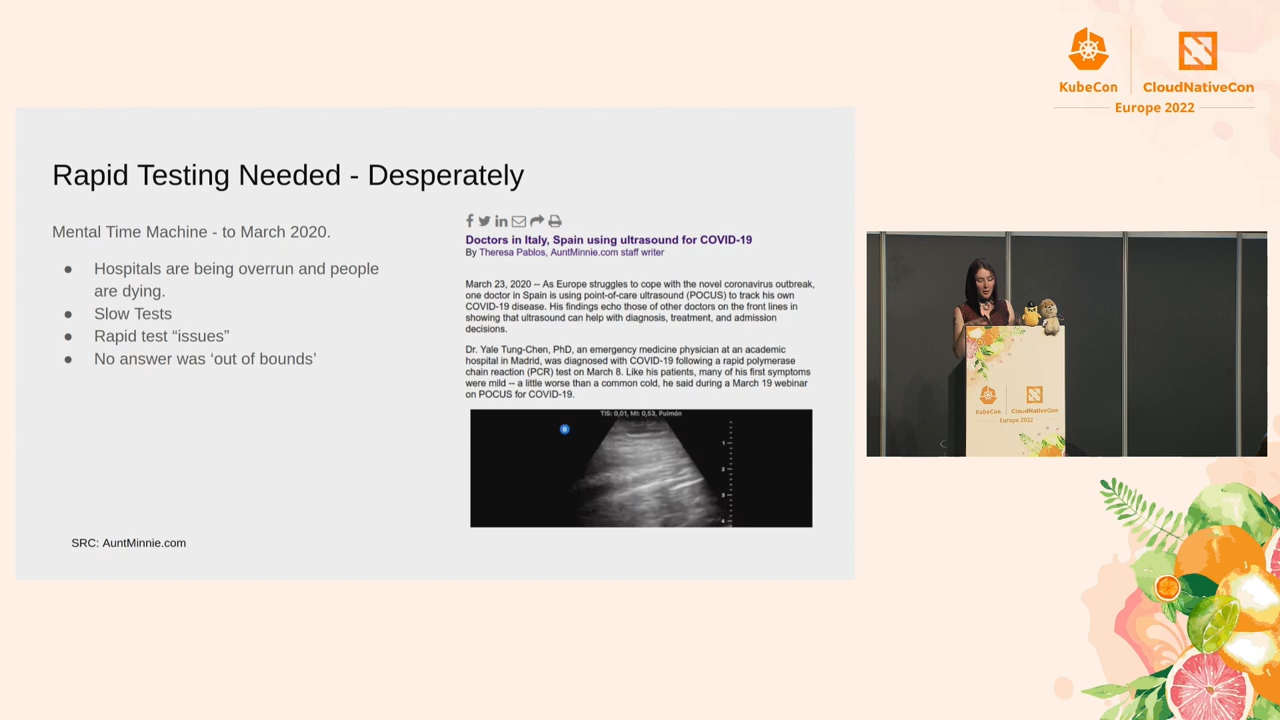 KubeCon
CloudNativeCon
Europe 2022
Rapid Testing Needed - Desperately
Mental Time Machine - to March 2020.
● Hospitals are being overrun and people
are dying.
● Slow Tests
● Rapid test “issues”
● No answer was ‘out of bounds’
SRC: AuntMinnie.com
Doctors in Italy, Spain using ultrasound for COVID-19
By Theresa Pablos, AuntMinnie.com staff writer
March 23, 2020 -- As Europe struggles to cope with the novel coronavirus outbreak,
one doctor in Spain is using point-of-care ultrasound (POCUS) to track his own
COVID-19 disease. His findings echo those of other doctors on the front lines in
showing that ultrasound can help with diagnosis, treatment, and admission
decisions.
Dr. Yale Tung-Chen, PhD, an emergency medicine physician at an academic
hospital in Madrid, was diagnosed with COVID-19 following a rapid polymerase
chain reaction (PCR) test on March 8. Like his patients, many of his first symptoms
were mild -- a little worse than a common cold, he said during a March 19 webinar
on POCUS for COVID-19.
TIS: 0,01, MI: 0,53, Pulmón
1
2
3
4
KubeCon
CloudNativeCon
Europe 2022